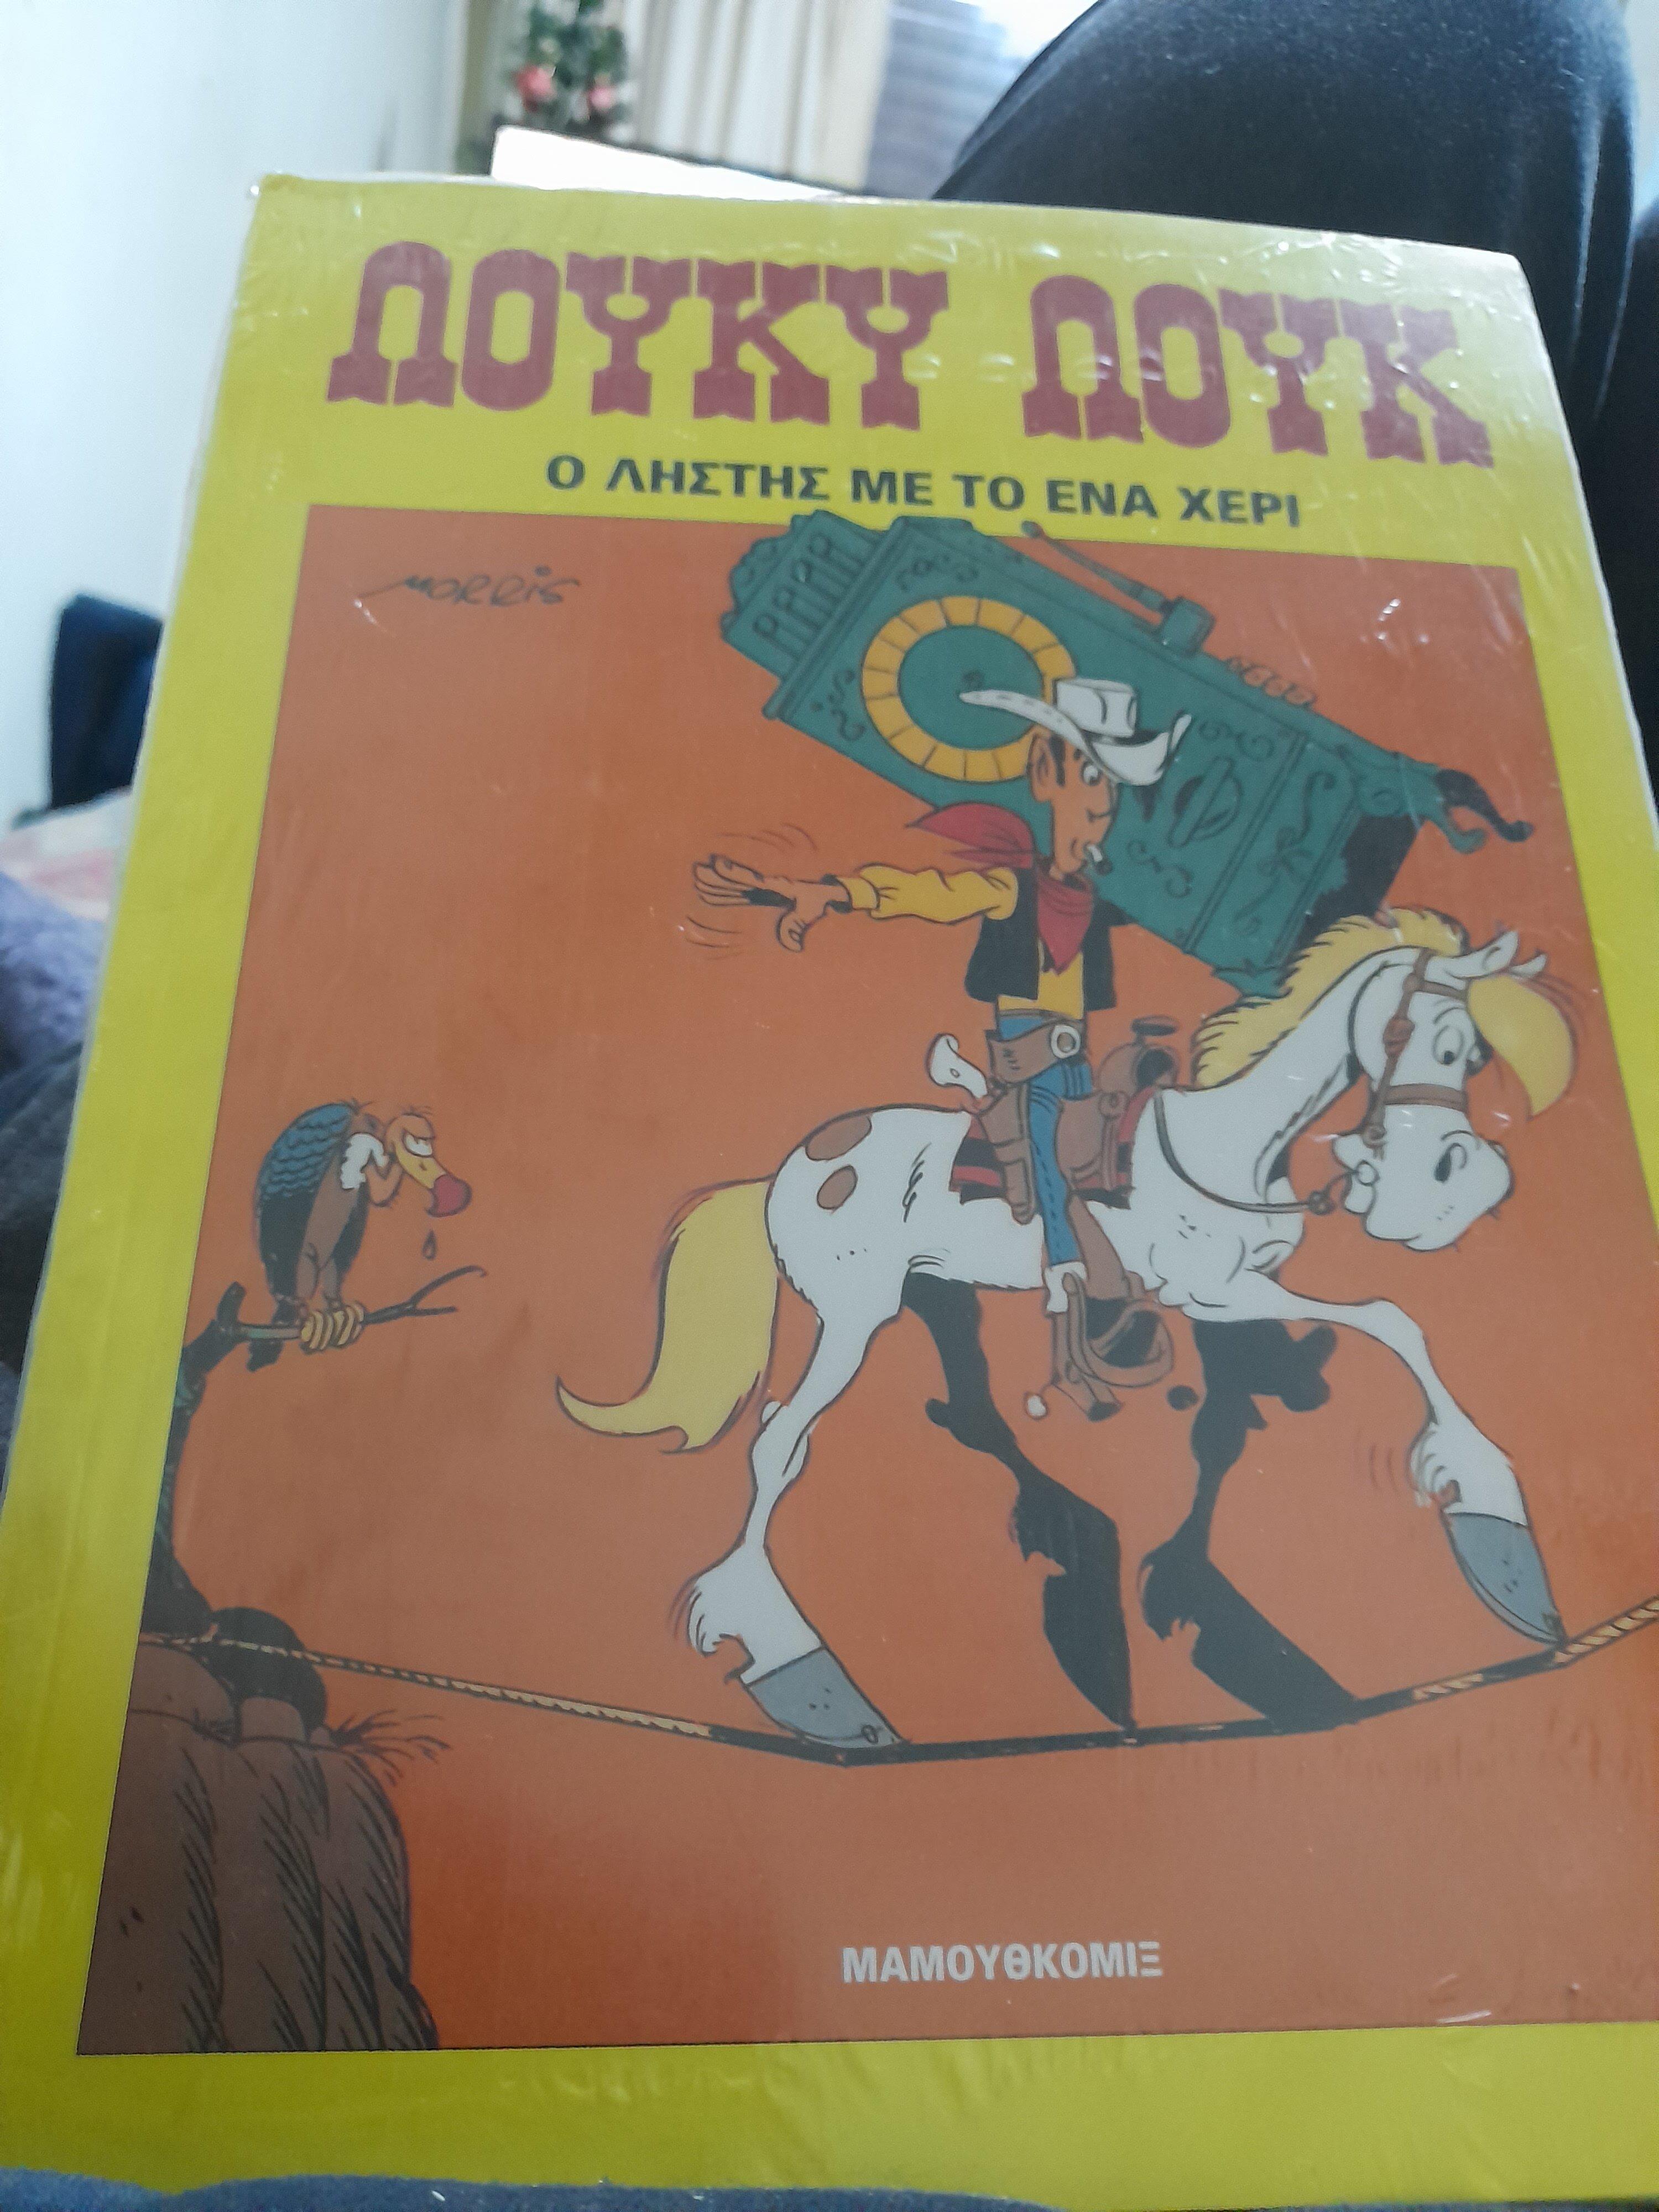 ΛΟΥΚΥ ΛΟΥΚ
Ο ΛΗΣΤΗΣ ΜΕ ΤΟ ΕΝΑ ΧΕΡΙ
MORRIS
ΜΑΜΟΥΘΚΟΜΙΞ